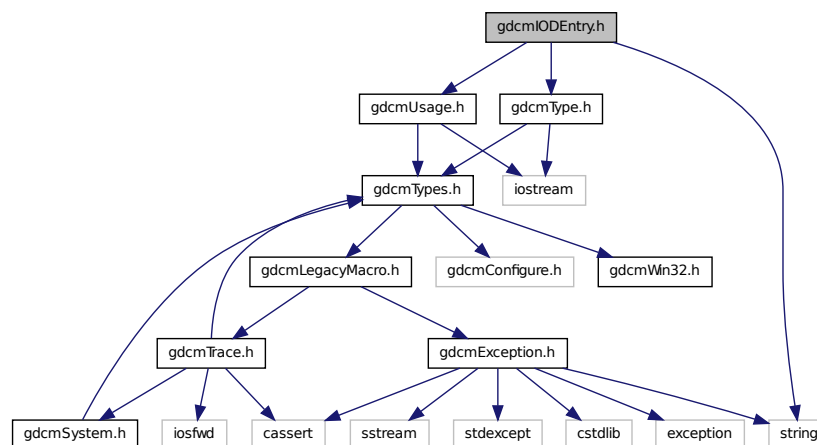 gdcmIODEntry.h
gdcmUsage.h
gdcmType.h
gdcmTypes.h
iostream
gdcmLegacyMacro.h
gdcmConfigure.h
gdcmWin32.h
gdcmTrace.h
gdcmException.h
gdcmSystem.h
iosfwd
cassert
sstream
stdexcept
cstdlib
exception
string